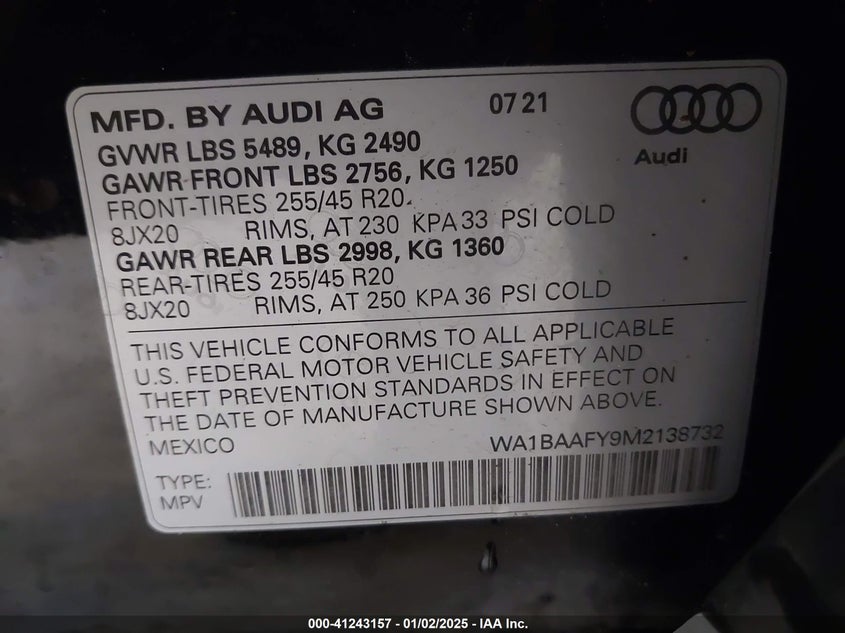 MFD. BY AUDI AG 07 21
Audi
GVWR LBS 5489, KG 2490
GAWR FRONT LBS 2756, KG 1250
FRONT-TIRES 255/45 R20
8JX20 RIMS, AT 230 KPA 33 PSI COLD
GAWR REAR LBS 2998, KG 1360
REAR-TIRES 255/45 R20
8JX20 RIMS, AT 250 KPA 36 PSI COLD
THIS VEHICLE CONFORMS TO ALL APPLICABLE
U.S. FEDERAL MOTOR VEHICLE SAFETY AND
THEFT PREVENTION STANDARDS IN EFFECT ON
THE DATE OF MANUFACTURE SHOWN ABOVE.
MEXICO WA1BAAFY9M2138732
TYPE:
MPV
000-41243157 - 01/02/2025 - IAA Inc.